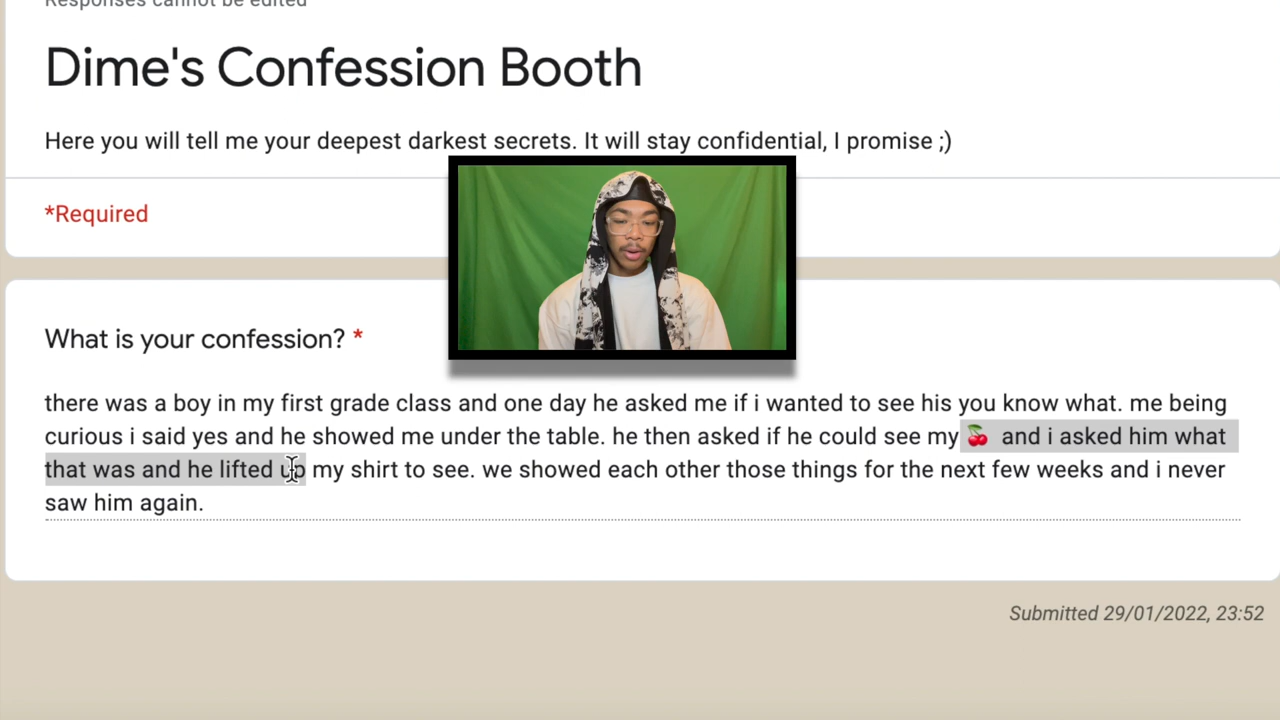 Responses cannot be edited
Dime's Confession Booth
Here you will tell me your deepest darkest secrets. It will stay confidential, I promise ;)
*Required
What is your confession? *
there was a boy in my first grade class and one day he asked me if i wanted to see his you know what. me being
curious i said yes and he showed me under the table. he then asked if he could see my 🍒 and i asked him what
that was and he lifted up my shirt to see. we showed each other those things for the next few weeks and i never
saw him again.
Submitted 29/01/2022, 23:52